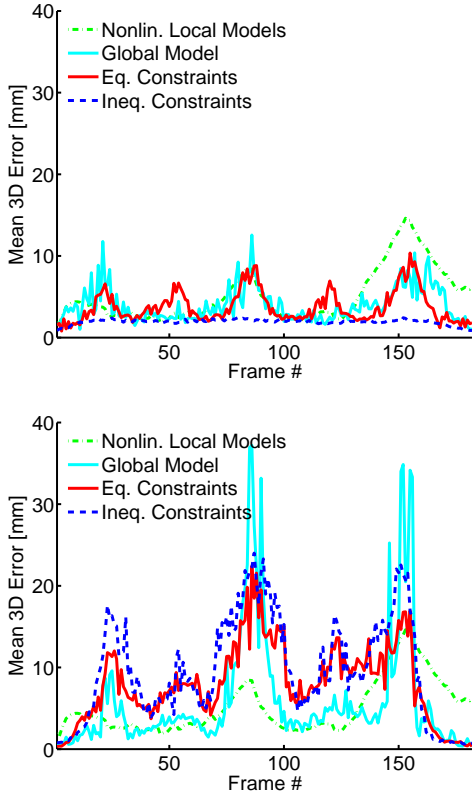 40
30
20
10
0
Mean 3D Error [mm]
Nonlin. Local Models
Global Model
Eq. Constraints
Ineq. Constraints
50
100
150
Frame #
40
30
20
10
0
Mean 3D Error [mm]
Nonlin. Local Models
Global Model
Eq. Constraints
Ineq. Constraints
50
100
150
Frame #